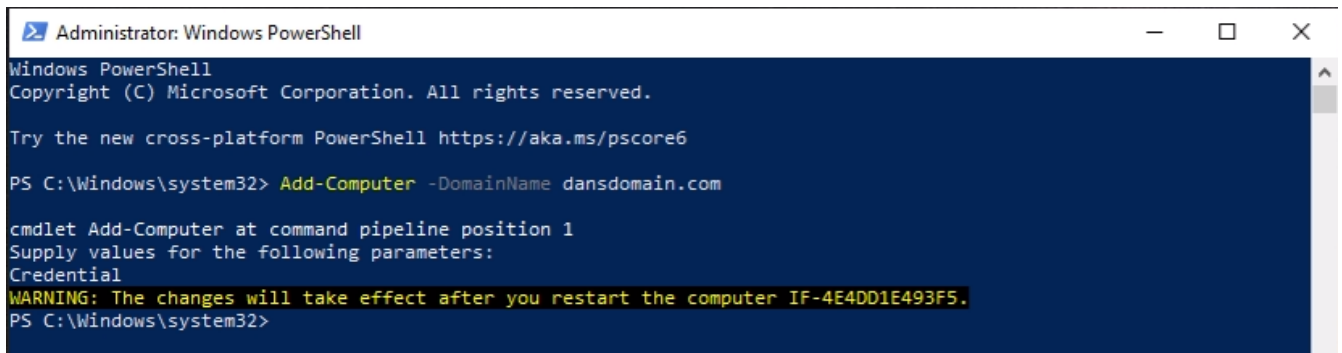 Administrator: Windows PowerShell
Windows PowerShell
Copyright (C) Microsoft Corporation. All rights reserved.
Try the new cross-platform PowerShell https://aka.ms/pscore6
PS C:\Windows\system32> Add-Computer -DomainName dansdomain.com
cmdlet Add-Computer at command pipeline position 1
Supply values for the following parameters:
Credential
WARNING: The changes will take effect after you restart the computer IF-4E4DD1E493F5.
PS C:\Windows\system32>